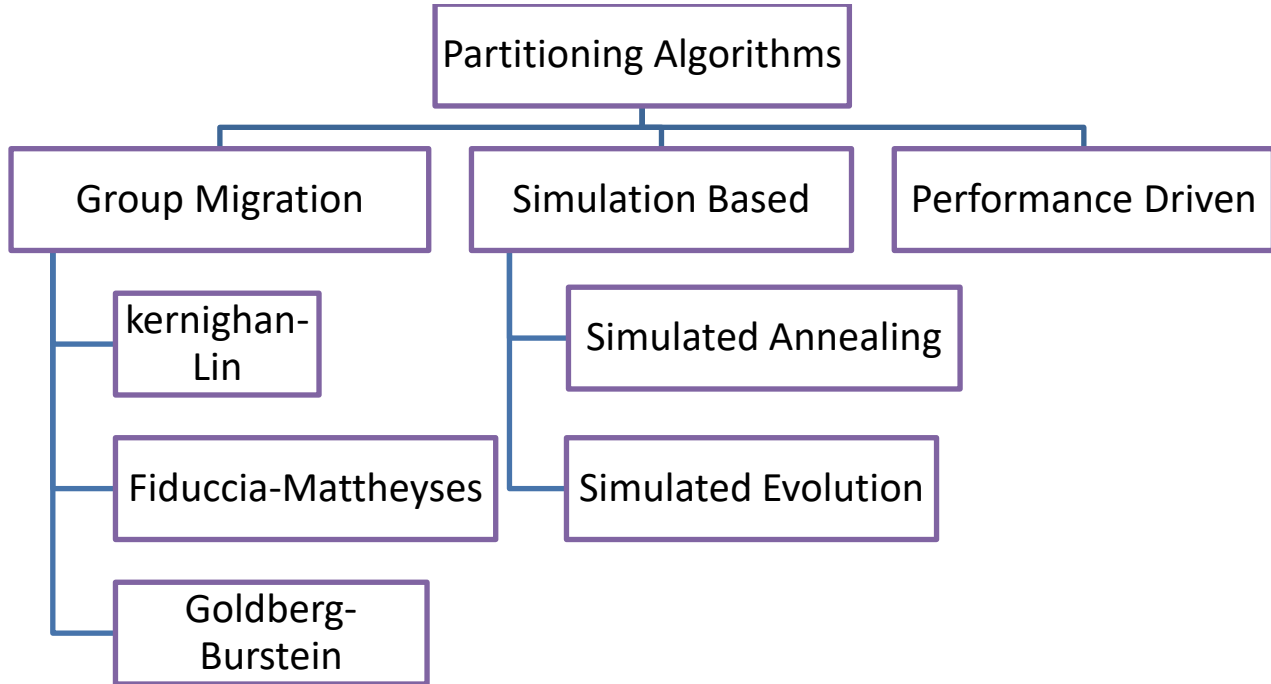 Partitioning Algorithms
Group Migration
Simulation Based
Performance Driven
kernighan-
Lin
Simulated Annealing
Fiduccia-Mattheyses
Simulated Evolution
Goldberg-
Burstein